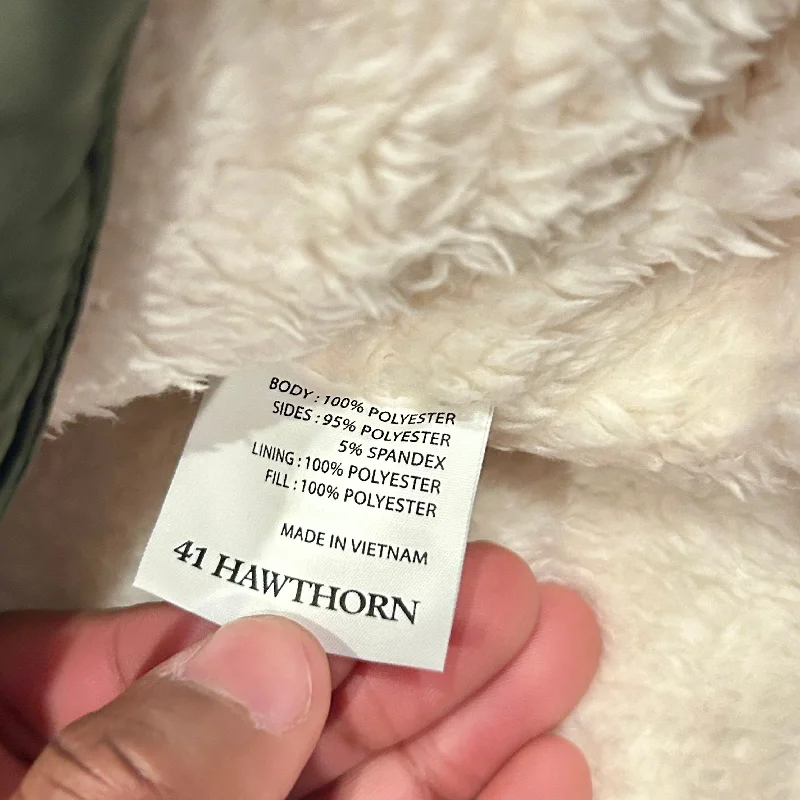 BODY : 100% POLYESTER
SIDES : 95% POLYESTER
5% SPANDEX
LINING : 100% POLYESTER
FILL : 100% POLYESTER
MADE IN VIETNAM
41 HAWTHORN